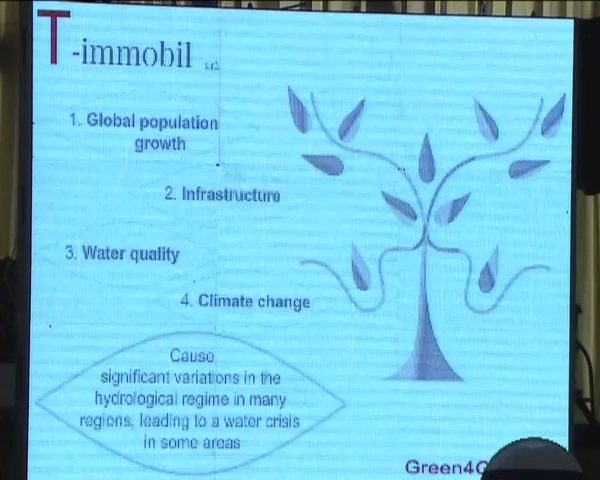 T-immobil s.r.l.
1. Global population
growth
2. Infrastructure
3. Water quality
4. Climate change
Cause
significant variations in the
hydrological regime in many
regions, leading to a water crisis
in some areas